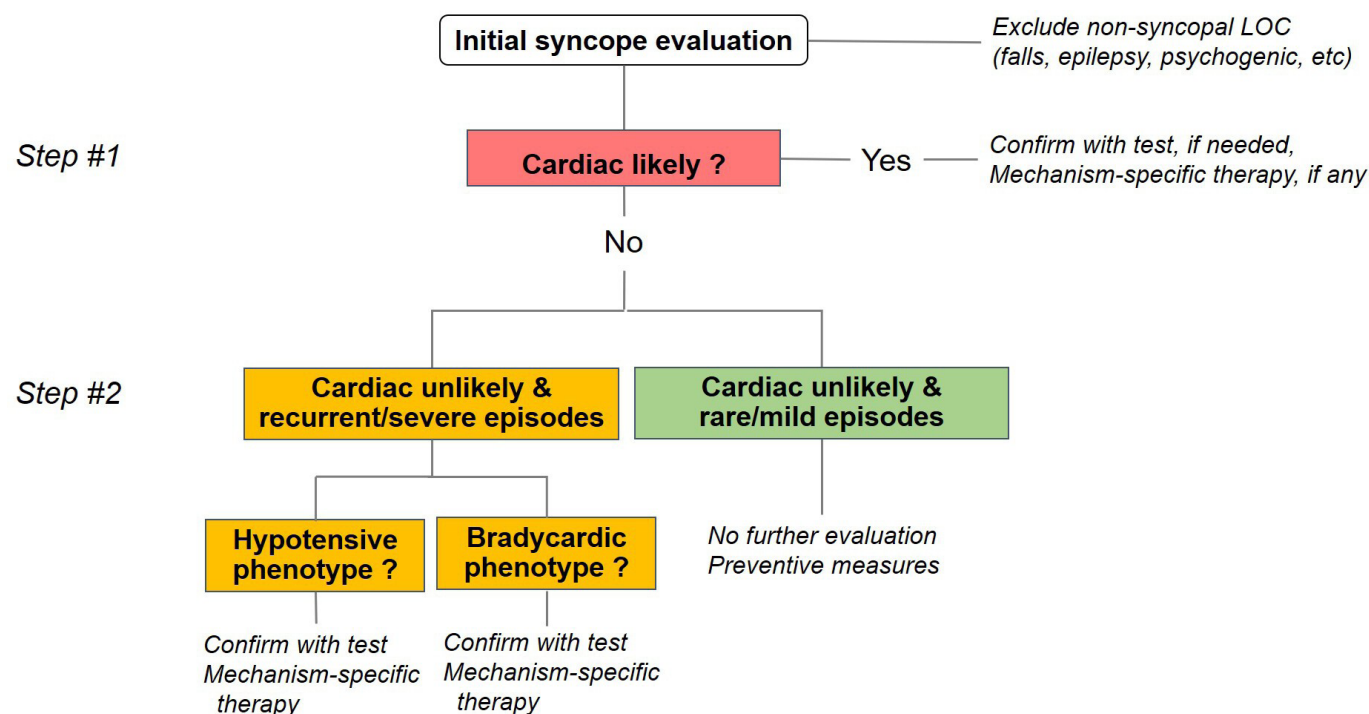 Initial syncope evaluation
Exclude non-syncopal LOC
(falls, epilepsy, psychogenic, etc)
Step #1
Cardiac likely ?
Yes
Confirm with test, if needed,
Mechanism-specific therapy, if any
No
Step #2
Cardiac unlikely &
recurrent/severe episodes
Cardiac unlikely &
rare/mild episodes
Hypotensive
phenotype ?
Bradycardic
phenotype ?
No further evaluation
Preventive measures
Confirm with test
Mechanism-specific
therapy
Confirm with test
Mechanism-specific
therapy